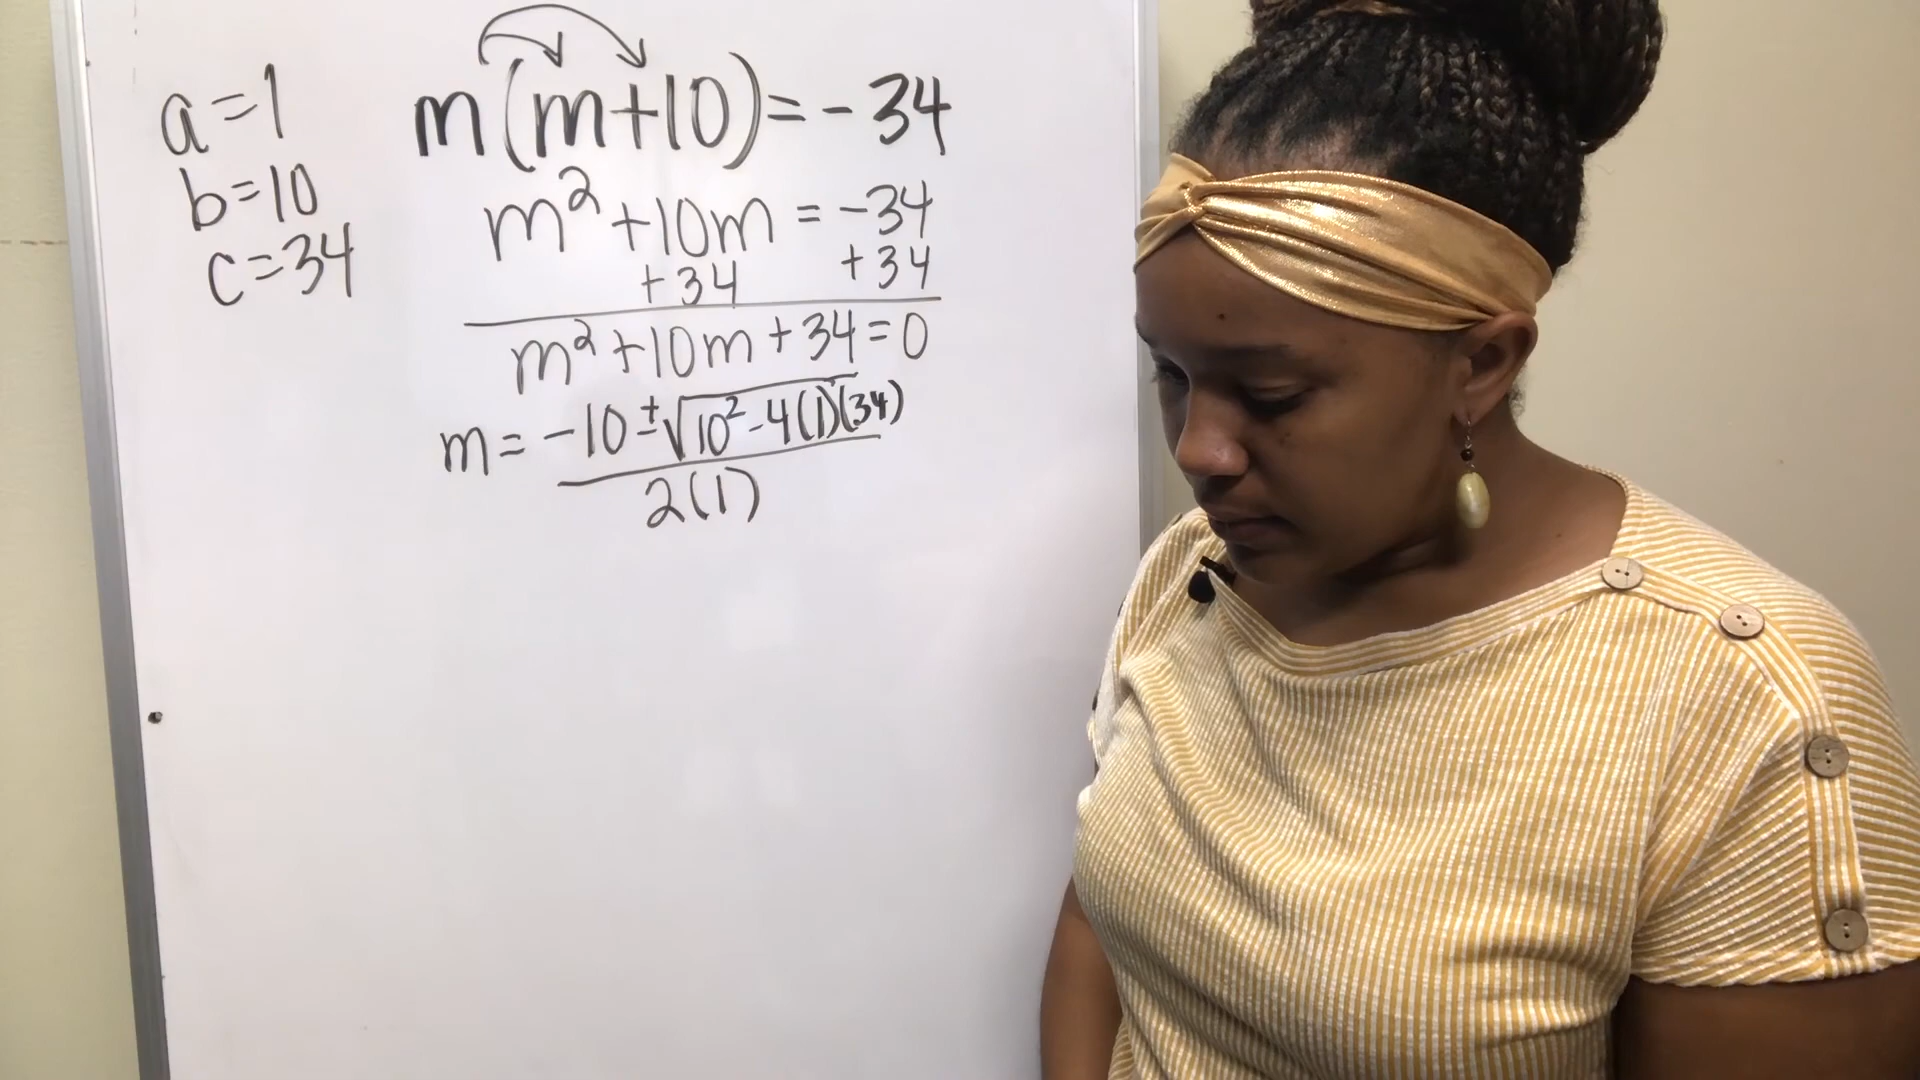 a=1
b=10
c=34
m(m+10)=-34
m²+10m=-34
+34 +34
m²+10m+34=0
m= -10±√10²-4(1)(34)
2(1)